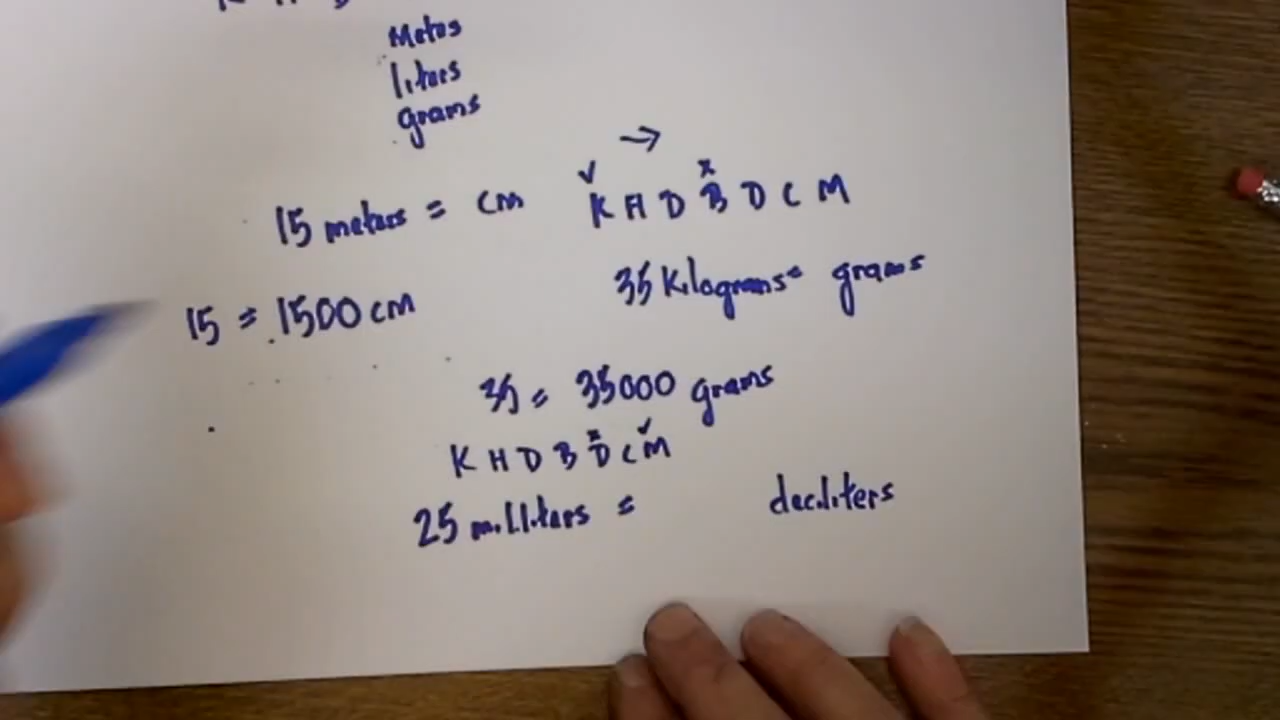 Meters
liters
grams
→
15 meters = cm
K H D B D C M
35 Kilograms = grams
15 = 1500 cm
35 = 35000 grams
K H D B D C M
25 milliters = deciliters